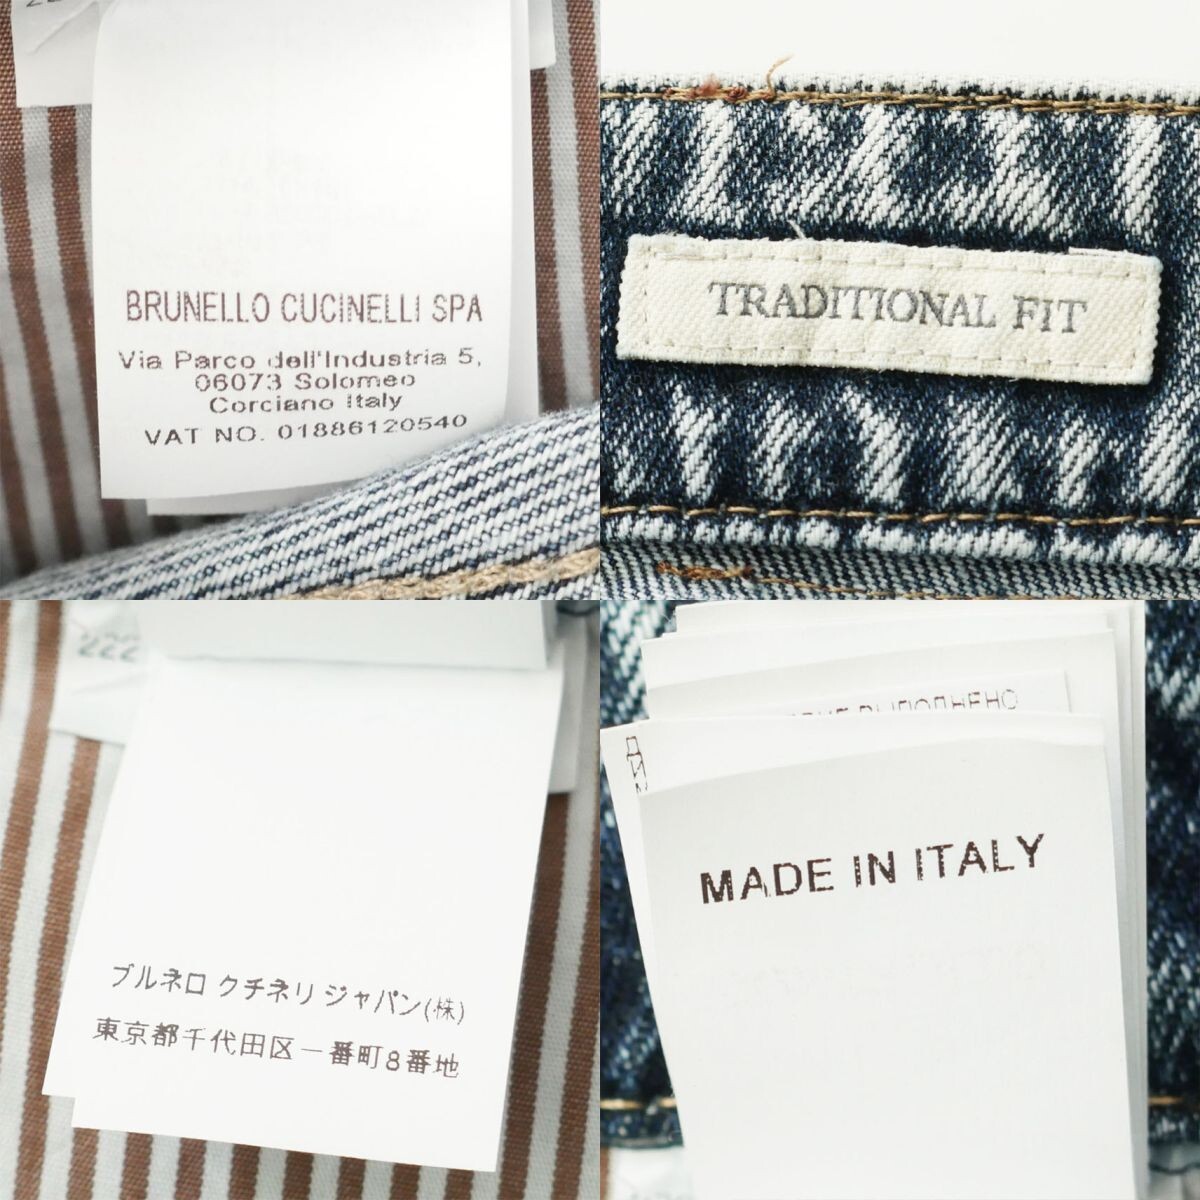 BRUNELLO CUCINELLI SPA
Via Parco dell'Industria 5,
06073 Solomeo
Corciano Italy
VAT NO. 01886120540
TRADITIONAL FIT
222
ブルネロ クチネリ ジャパン(株)
東京都千代田区一番町8番地
ВЫПОЛНЕНО
MADE IN ITALY